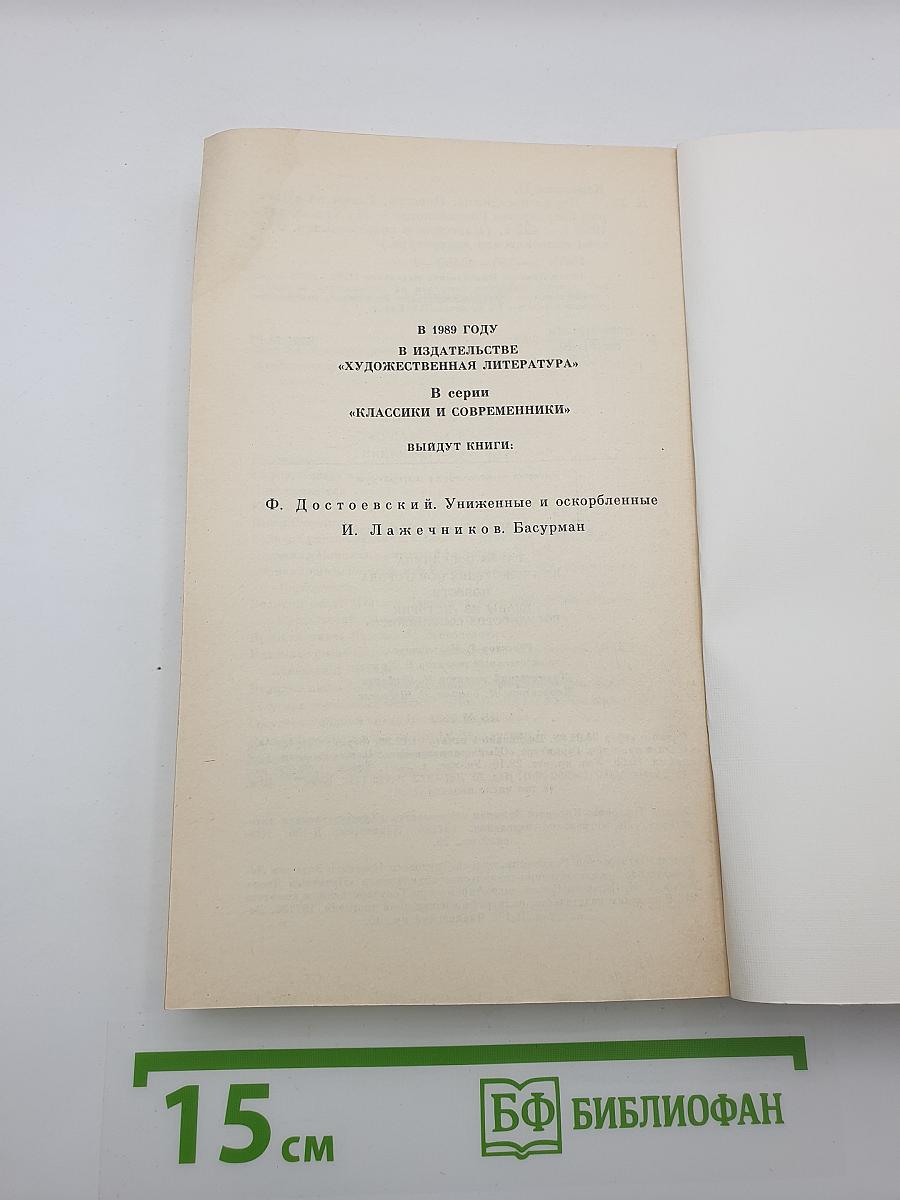 В 1989 ГОДУ
В ИЗДАТЕЛЬСТВЕ
«ХУДОЖЕСТВЕННАЯ ЛИТЕРАТУРА»
В серии
«КЛАССИКИ И СОВРЕМЕННИКИ»
ВЫЙДУТ КНИГИ:
Ф. Достоевский. Униженные и оскорбленные
И. Лажечников. Басурман
15 см
БФ БИБЛИОФАН